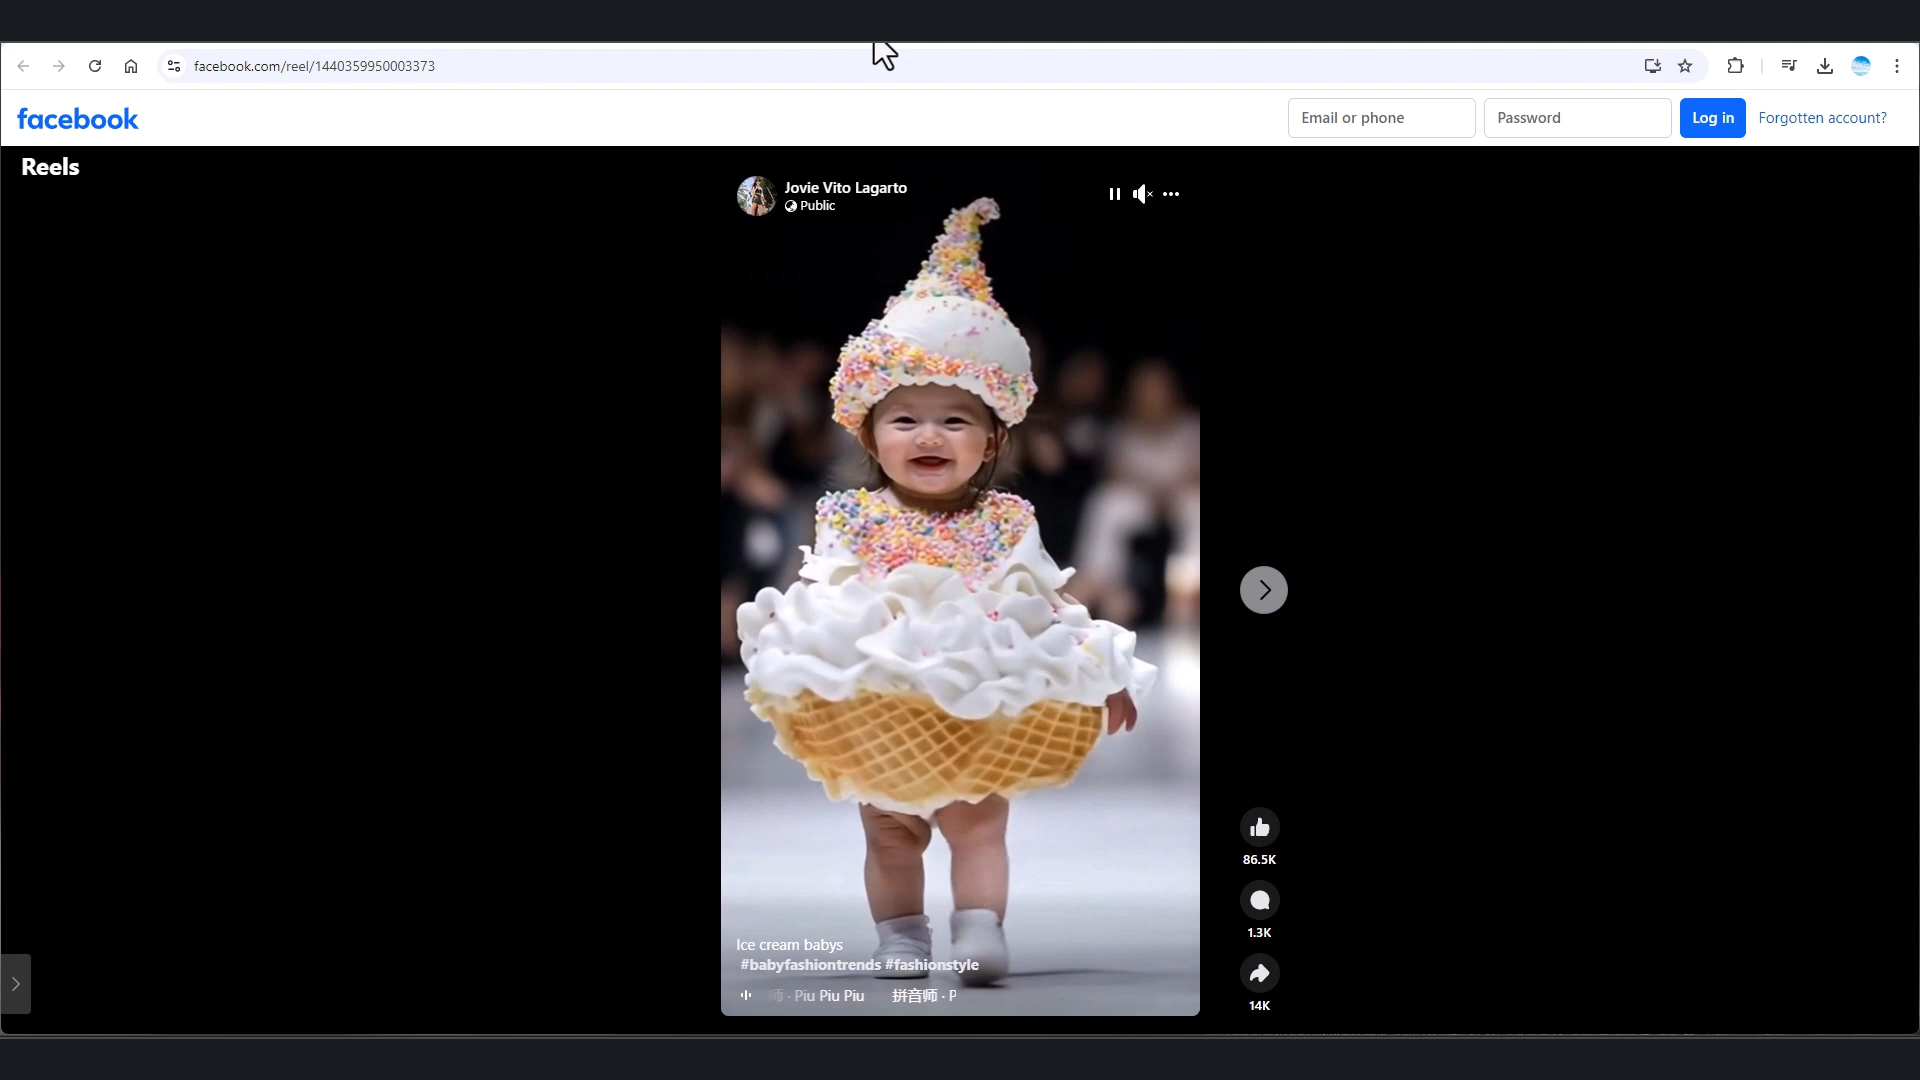 facebook.com/reel/1440359950003373
facebook
Email or phone
Password
Log in
Forgotten account?
Reels
Jovie Vito Lagarto
Public
86.5K
1.3K
14K
Ice cream babys
#babyfashiontrends #fashionstyle
师 · Piu Piu Piu 拼音师 · P